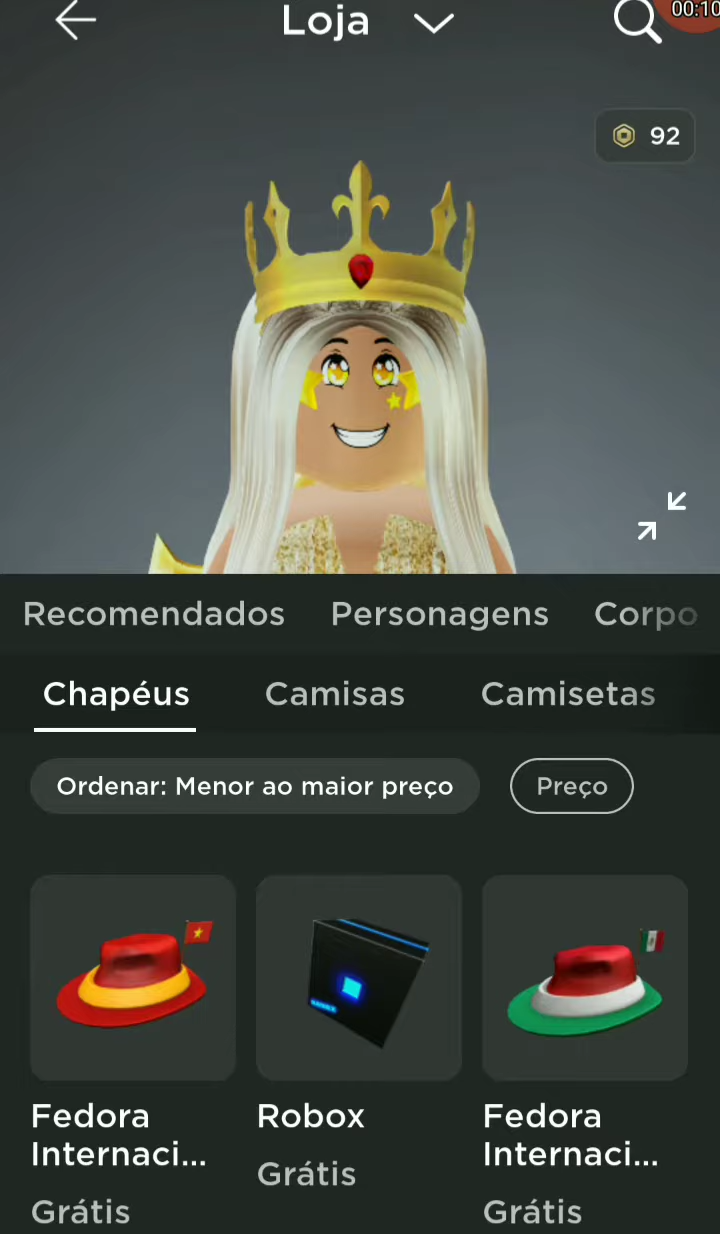 00:10
Loja
92
Recomendados Personagens Corpo
Chapéus Camisas Camisetas
Ordenar: Menor ao maior preço Preço
Fedora Internaci...
Grátis
Robox
Grátis
Fedora Internaci...
Grátis